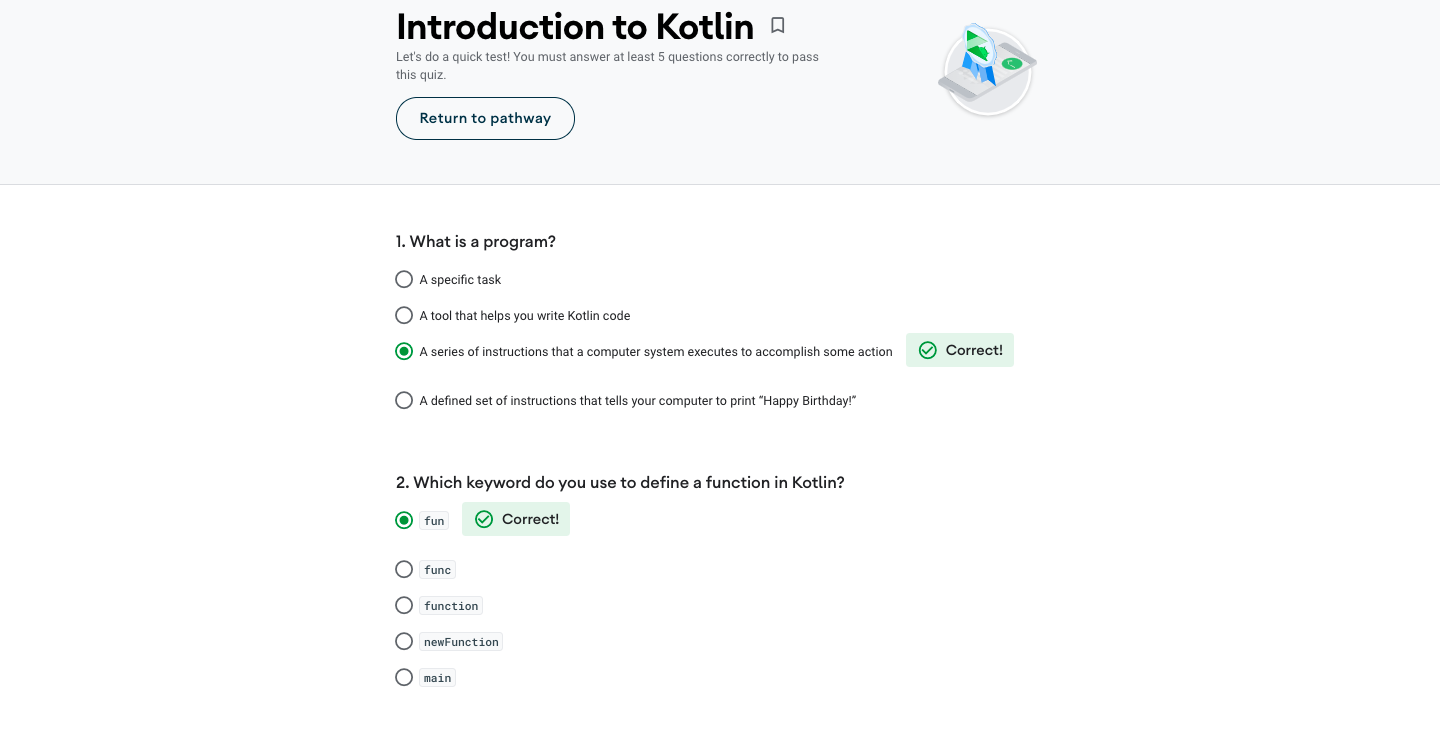 Introduction to Kotlin
Let's do a quick test! You must answer at least 5 questions correctly to pass
this quiz.
Return to pathway
1. What is a program?
A specific task
A tool that helps you write Kotlin code
A series of instructions that a computer system executes to accomplish some action
Correct!
A defined set of instructions that tells your computer to print “Happy Birthday!”
2. Which keyword do you use to define a function in Kotlin?
fun
Correct!
func
function
newFunction
main